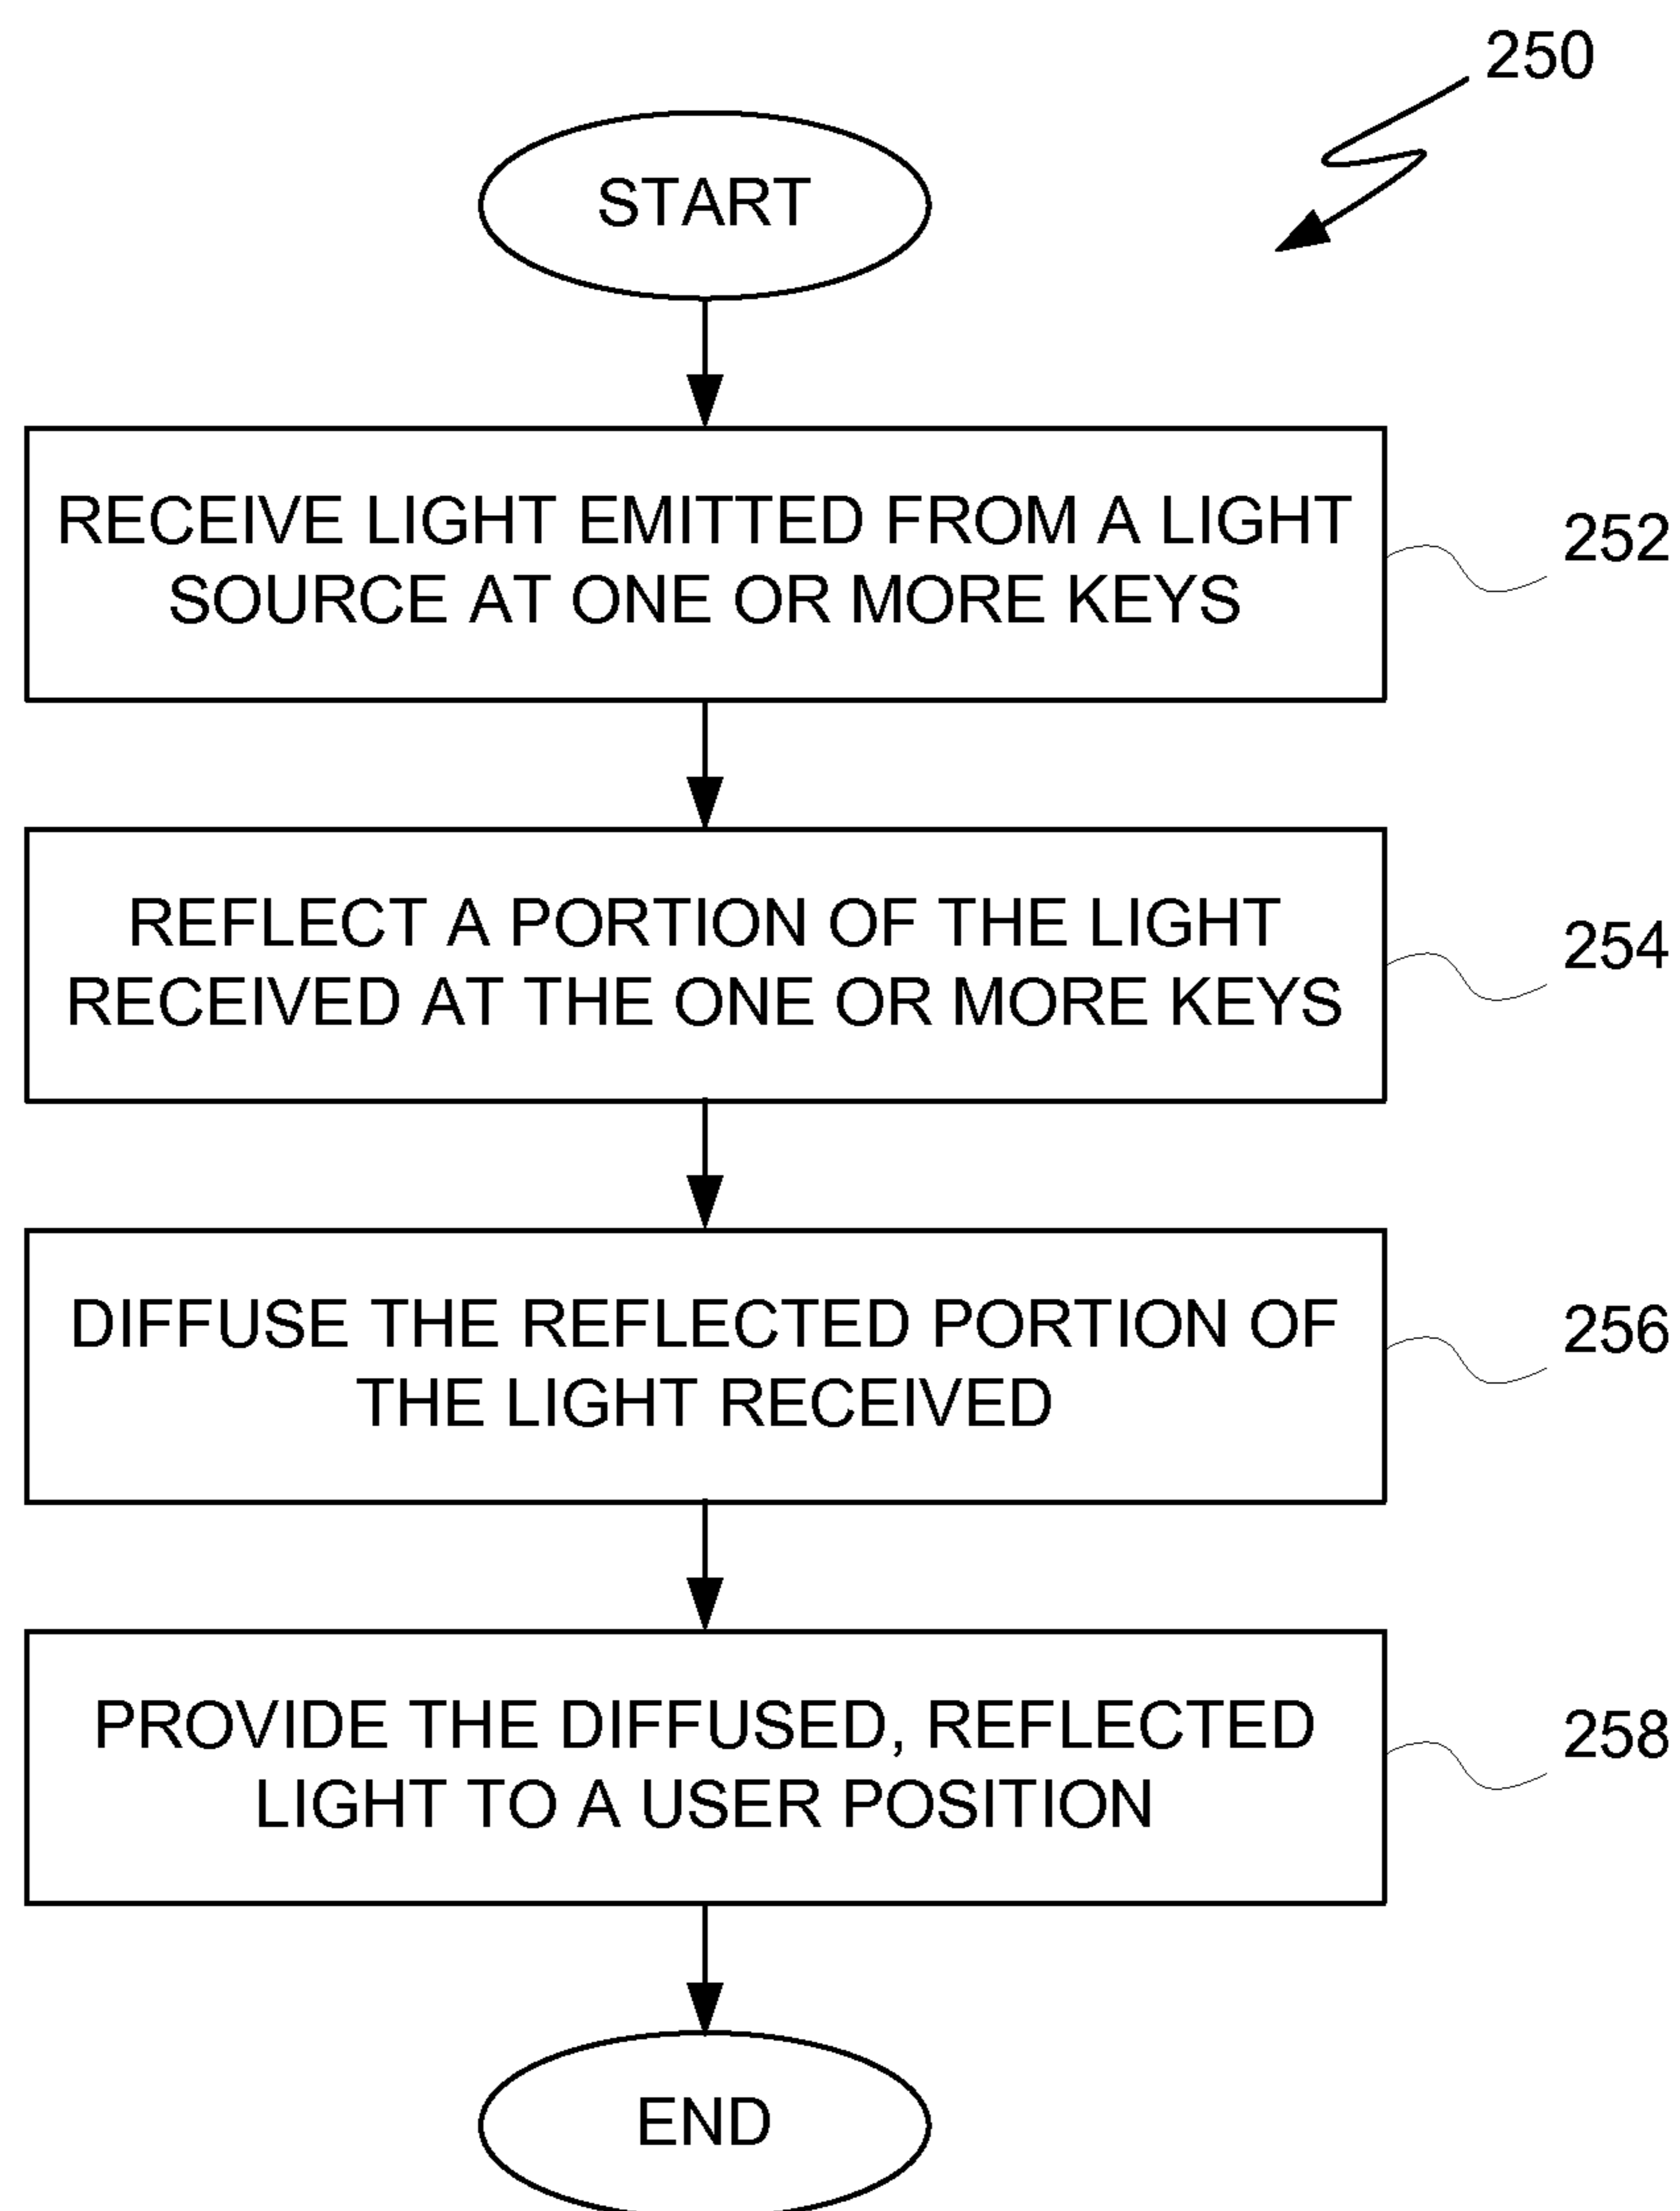 250
START
RECEIVE LIGHT EMITTED FROM A LIGHT
SOURCE AT ONE OR MORE KEYS
252
REFLECT A PORTION OF THE LIGHT
RECEIVED AT THE ONE OR MORE KEYS
254
DIFFUSE THE REFLECTED PORTION OF
THE LIGHT RECEIVED
256
PROVIDE THE DIFFUSED, REFLECTED
LIGHT TO A USER POSITION
258
END